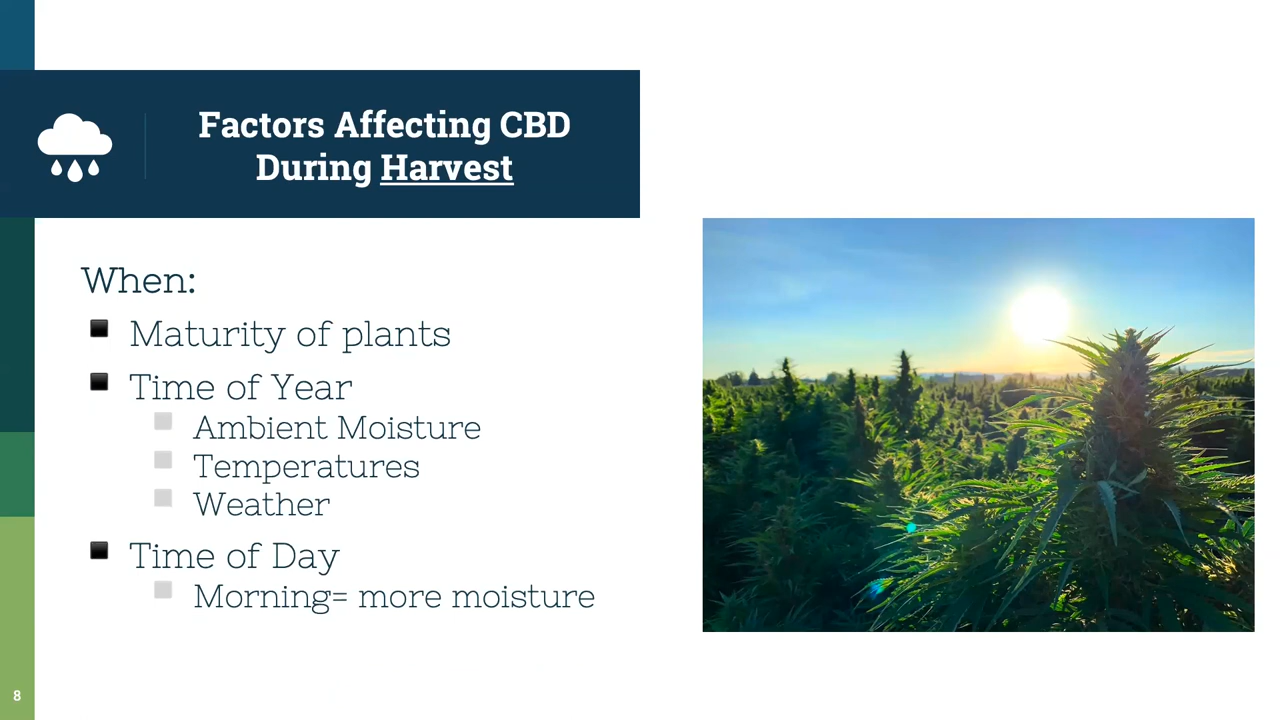 Factors Affecting CBD
During Harvest
When:
Maturity of plants
Time of Year
Ambient Moisture
Temperatures
Weather
Time of Day
Morning= more moisture
8